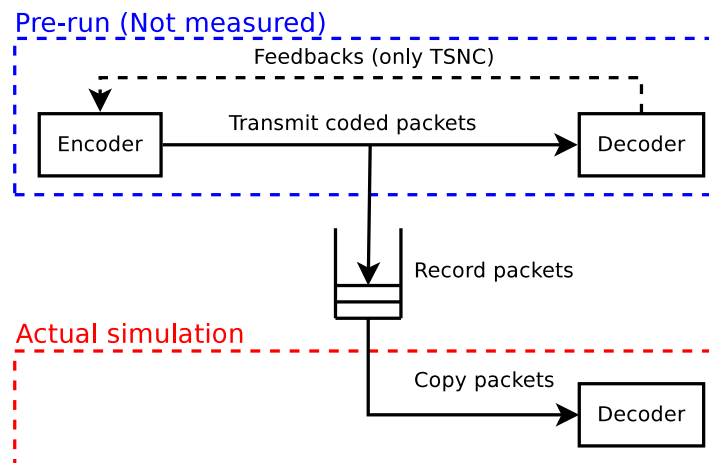 Pre-run (Not measured)
Feedbacks (only TSNC)
Encoder
Transmit coded packets
Decoder
Record packets
Actual simulation
Copy packets
Decoder